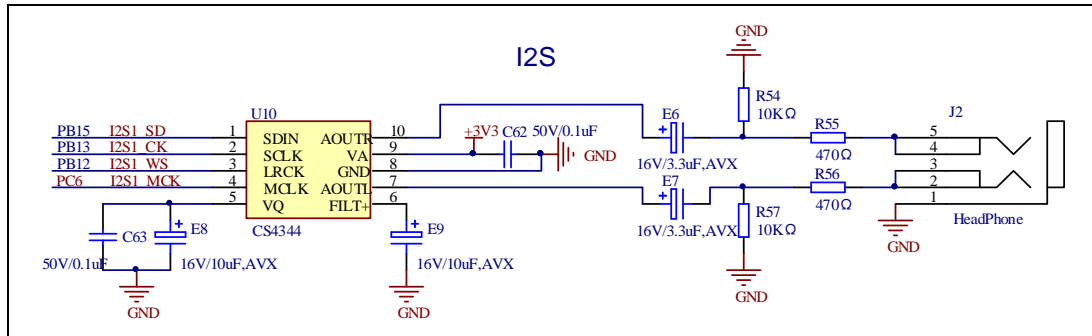 GND
I2S
R54
10KΩ
U10
E6
R55
J2
PB15 I2S1_SD 1 SDIN AOUTR 10
+3V3 C62 50V/0.1uF
5
PB13 I2S1_CK 2 SCLK VA 9
GND
16V/3.3uF,AVX
470Ω
4
PB12 I2S1_WS 3 LRCK GND 8
E7
R56
3
PC6 I2S1_MCK 4 MCLK AOUTL 7
2
5 VQ FILT+ 6
16V/3.3uF,AVX
R57
10KΩ
470Ω
1
C63
E8
CS4344
E9
GND
HeadPhone
50V/0.1uF
16V/10uF,AVX
16V/10uF,AVX
GND
GND
GND